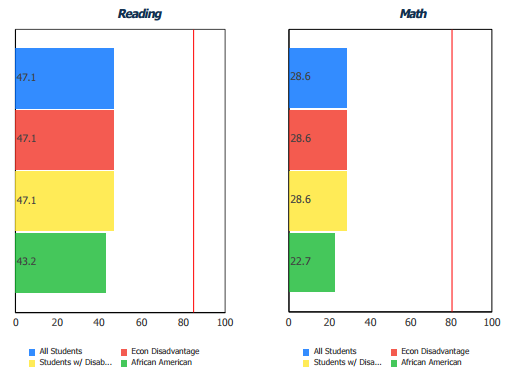 Reading
47.1
47.1
47.1
43.2
0 20 40 60 80 100
All Students Econ Disadvantage
Students w/ Disab... African American
Math
28.6
28.6
28.6
22.7
0 20 40 60 80 100
All Students Econ Disadvantage
Students w/ Disa... African American